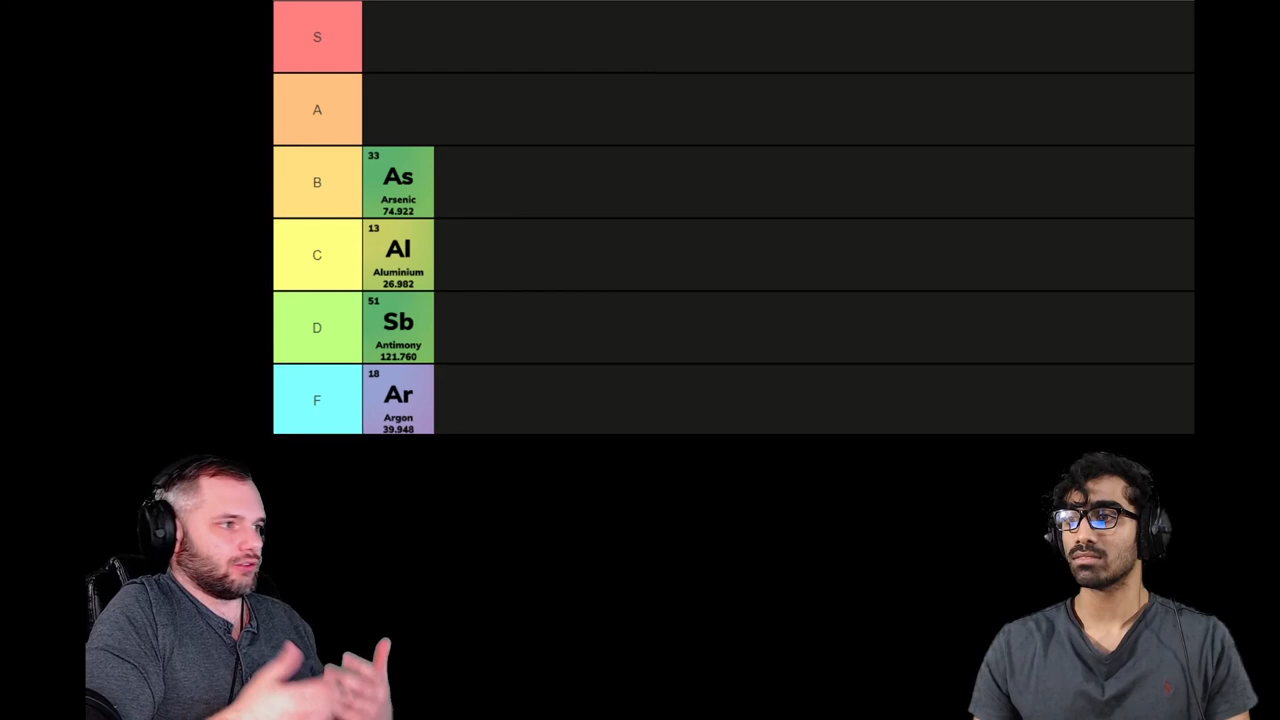 S
A
B
33
As
Arsenic
74.922
C
13
Al
Aluminium
26.982
D
51
Sb
Antimony
121.760
F
18
Ar
Argon
39.948